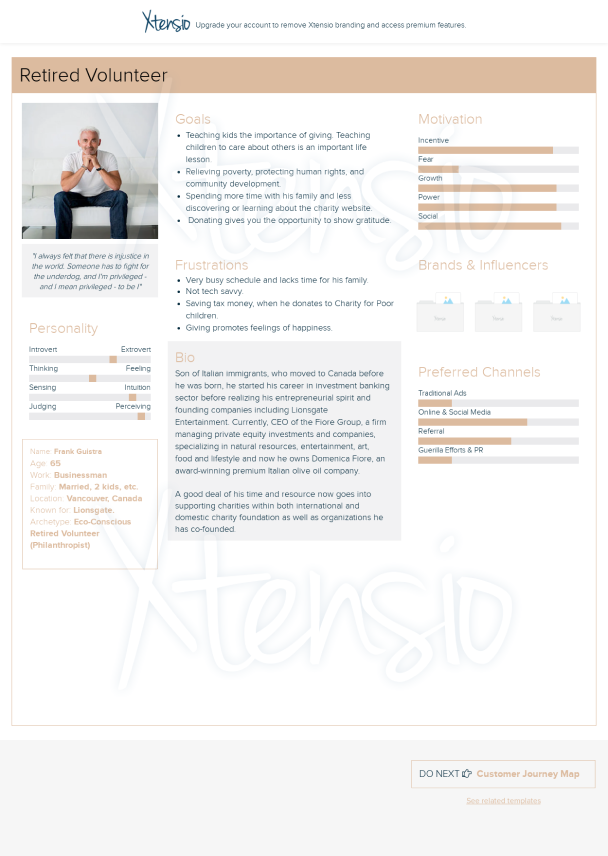 Xtensio Upgrade your account to remove Xtensio branding and access premium features.
Retired Volunteer
"I always felt that there is injustice in
the world. Someone has to fight for
the underdog, and I'm privileged -
and I mean privileged - to be I"
Personality
Introvert Extrovert
Thinking Feeling
Sensing Intuition
Judging Perceiving
Name: Frank Guistra
Age: 65
Work: Businessman
Family: Married, 2 kids, etc.
Location: Vancouver, Canada
Known for: Lionsgate.
Archetype: Eco-Conscious
Retired Volunteer
(Philanthropist)
Goals
• Teaching kids the importance of giving. Teaching
children to care about others is an important life
lesson.
• Relieving poverty, protecting human rights, and
community development.
• Spending more time with his family and less
discovering or learning about the charity website.
• Donating gives you the opportunity to show gratitude.
Frustrations
• Very busy schedule and lacks time for his family.
• Not tech savvy.
• Saving tax money, when he donates to Charity for Poor
children.
• Giving promotes feelings of happiness.
Bio
Son of Italian immigrants, who moved to Canada before
he was born, he started his career in investment banking
sector before realizing his entrepreneurial spirit and
founding companies including Lionsgate
Entertainment. Currently, CEO of the Fiore Group, a firm
managing private equity investments and companies,
specializing in natural resources, entertainment, art,
food and lifestyle and now he owns Domenica Fiore, an
award-winning premium Italian olive oil company.
A good deal of his time and resource now goes into
supporting charities within both international and
domestic charity foundation as well as organizations he
has co-founded.
Motivation
Incentive
Fear
Growth
Power
Social
Brands & Influencers
Preferred Channels
Traditional Ads
Online & Social Media
Referral
Guerilla Efforts & PR
Xtensio
Xtensio
DO NEXT Customer Journey Map
See related templates